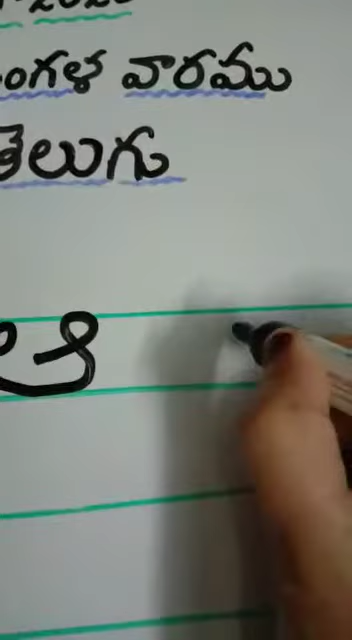 మంగళ వారము
తెలుగు
ఆ